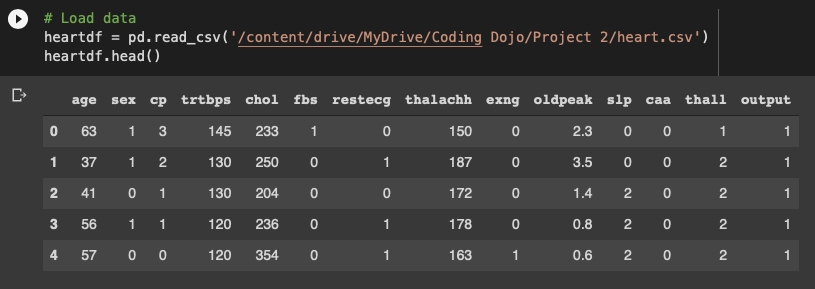 # Load data
heartdf = pd.read_csv('/content/drive/MyDrive/Coding Dojo/Project 2/heart.csv')
heartdf.head()
age sex cp trtbps chol fbs restecg thalachh exng oldpeak slp caa thall output
0 63 1 3 145 233 1 0 150 0 2.3 0 0 1 1
1 37 1 2 130 250 0 1 187 0 3.5 0 0 2 1
2 41 0 1 130 204 0 0 172 0 1.4 2 0 2 1
3 56 1 1 120 236 0 1 178 0 0.8 2 0 2 1
4 57 0 0 120 354 0 1 163 1 0.6 2 0 2 1